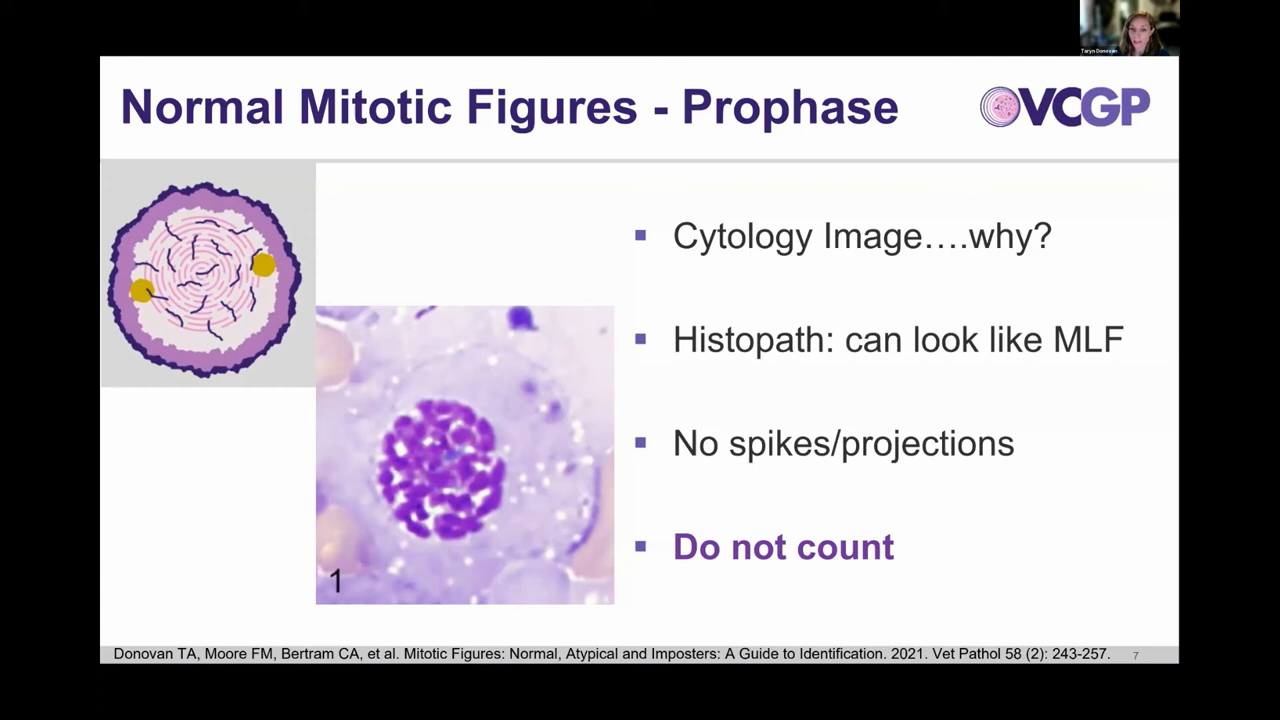 Taryn Donovan
Normal Mitotic Figures - Prophase
VCGP
Cytology Image….why?
Histopath: can look like MLF
No spikes/projections
Do not count
1
Donovan TA, Moore FM, Bertram CA, et al. Mitotic Figures: Normal, Atypical and Imposters: A Guide to Identification. 2021. Vet Pathol 58 (2): 243-257.
7